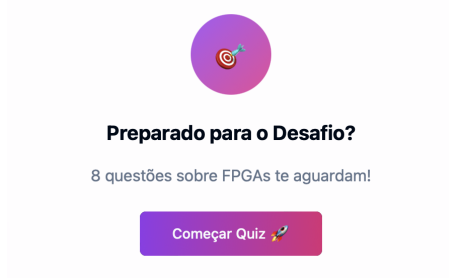 Preparado para o Desafio?
8 questões sobre FPGAs te aguardam!
Começar Quiz 🚀